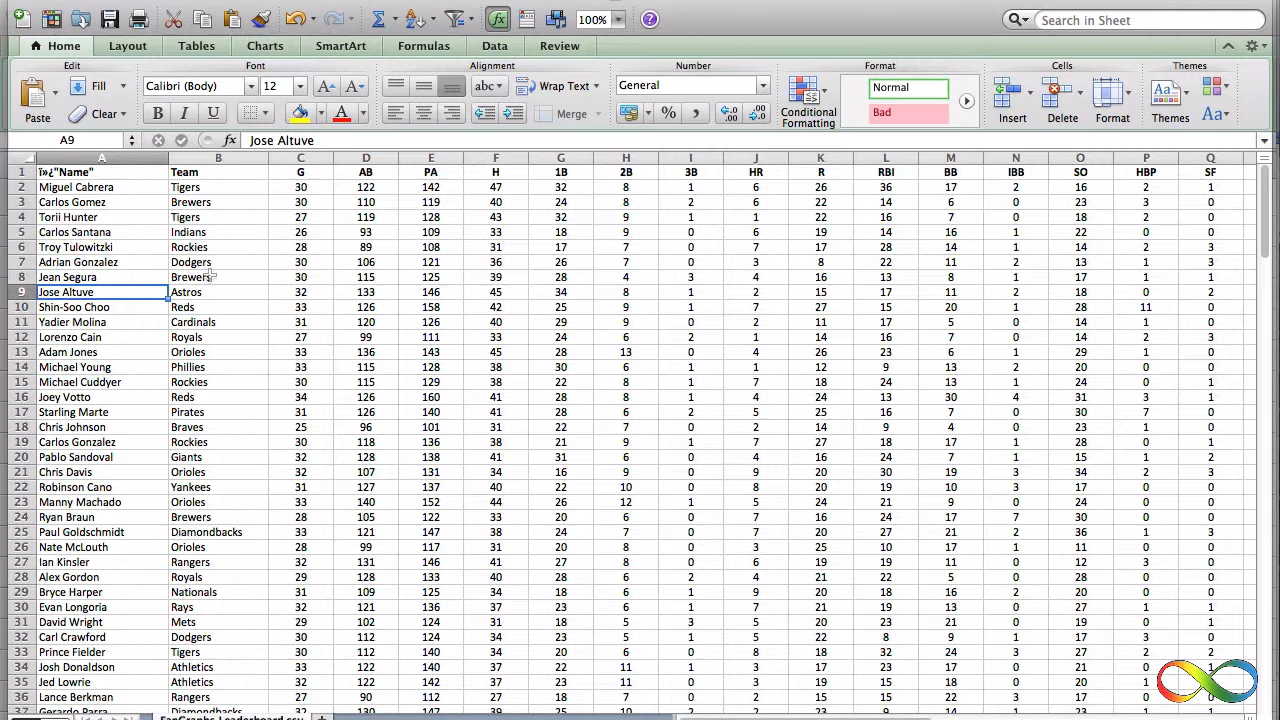 100%
Search in Sheet
Home Layout Tables Charts SmartArt Formulas Data Review
Edit Font Alignment Number Format Cells Themes
Fill Calibri (Body) 12 A A abc Wrap Text General Normal
Paste Clear B I U A Merge % Conditional Formatting Bad Insert Delete Format Themes Aa
A9 fx Jose Altuve
A B C D E F G H I J K L M N O P Q
1 ï»¿"Name" Team G AB PA H 1B 2B 3B HR R RBI BB IBB SO HBP SF
2 Miguel Cabrera Tigers 30 122 142 47 32 8 1 6 26 36 17 2 16 2 1
3 Carlos Gomez Brewers 30 110 119 40 24 8 2 6 22 14 6 0 23 3 0
4 Torii Hunter Tigers 27 119 128 43 32 9 1 1 22 16 7 0 14 2 0
5 Carlos Santana Indians 26 93 109 31 16 9 0 6 19 14 16 1 22 0 0
6 Troy Tulowitzki Rockies 28 89 108 31 17 7 0 7 17 28 14 1 14 2 3
7 Adrian Gonzalez Dodgers 30 106 121 36 26 7 0 3 8 22 11 2 13 1 3
8 Jean Segura Brewers 30 115 125 39 28 4 3 4 16 13 8 0 17 1 1
9 Jose Altuve Astros 32 133 146 45 34 8 1 2 15 17 11 2 18 0 2
10 Shin-Soo Choo Reds 33 126 158 42 25 9 1 7 27 15 20 1 28 11 0
11 Yadier Molina Cardinals 31 120 126 40 29 9 0 2 11 17 5 0 14 1 0
12 Lorenzo Cain Royals 27 99 111 33 24 6 2 1 14 16 7 0 14 2 3
13 Adam Jones Orioles 33 136 143 45 28 13 0 4 26 23 6 1 29 1 0
14 Michael Young Phillies 33 115 128 38 30 6 1 1 12 9 13 2 20 0 0
15 Michael Cuddyer Rockies 30 115 129 38 22 8 1 7 18 24 13 1 24 0 1
16 Joey Votto Reds 34 126 160 41 28 8 1 4 24 13 30 4 31 3 1
17 Starling Marte Pirates 31 126 140 41 28 6 2 5 25 16 7 0 30 7 0
18 Chris Johnson Braves 25 96 101 31 22 7 0 2 14 9 4 0 23 1 0
19 Carlos Gonzalez Rockies 30 118 136 38 21 9 1 7 27 18 17 1 28 0 1
20 Pablo Sandoval Giants 32 128 138 41 31 6 0 4 16 24 7 1 15 1 2
21 Chris Davis Orioles 32 107 131 34 16 9 0 9 20 30 19 3 34 2 3
22 Robinson Cano Yankees 31 127 137 40 22 10 0 8 20 19 10 3 17 0 0
23 Manny Machado Orioles 33 140 152 44 26 12 1 5 24 21 9 0 24 0 0
24 Ryan Braun Brewers 28 105 122 33 20 6 0 7 16 24 17 7 30 0 0
25 Paul Goldschmidt Diamondbacks 33 121 147 38 24 7 0 7 20 27 21 2 36 1 3
26 Nate McLouth Orioles 28 99 117 31 20 8 0 3 25 10 17 1 11 0 0
27 Ian Kinsler Rangers 32 131 146 41 27 8 0 6 19 19 11 0 12 3 0
28 Alex Gordon Royals 29 128 133 40 28 6 2 4 21 22 5 0 28 0 0
29 Bryce Harper Nationals 31 109 125 34 18 6 1 9 20 18 16 2 20 0 0
30 Evan Longoria Rays 32 121 136 37 23 6 1 7 21 19 13 0 27 1 1
31 David Wright Mets 29 102 124 31 18 5 3 5 20 23 21 0 19 0 1
32 Carl Crawford Dodgers 30 112 124 34 23 5 1 5 22 8 9 1 17 3 0
33 Prince Fielder Tigers 30 112 140 34 20 8 0 6 18 32 24 3 27 2 2
34 Josh Donaldson Athletics 33 122 140 37 22 11 1 3 17 23 17 0 21 0 1
35 Jed Lowrie Athletics 32 122 142 37 23 11 0 3 20 15 18 0 20 1
36 Lance Berkman Rangers 27 90 112 27 18 7 0 2 15 15 22 3 17 0
37 Gerardo Parra Diamondbacks 32 130 147
FanGraphs Leaderboard.csv